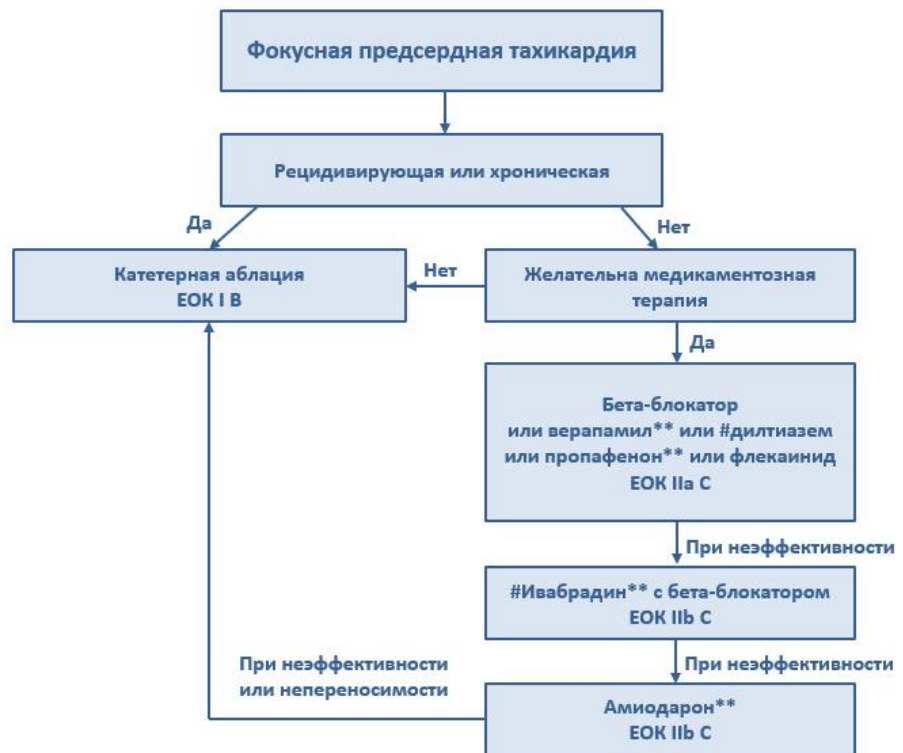 Фокусная предсердная тахикардия
Рецидивирующая или хроническая
Да
Нет
Катетерная аблация
ЕОК I B
Нет
Желательна медикаментозная
терапия
Да
Бета-блокатор
или верапамил** или #дилтиазем
или пропафенон** или флекаинид
ЕОК IIa C
При неэффективности
#Ивабрадин** с бета-блокатором
ЕОК IIb C
При неэффективности
или непереносимости
При неэффективности
Амиодарон**
ЕОК IIb C